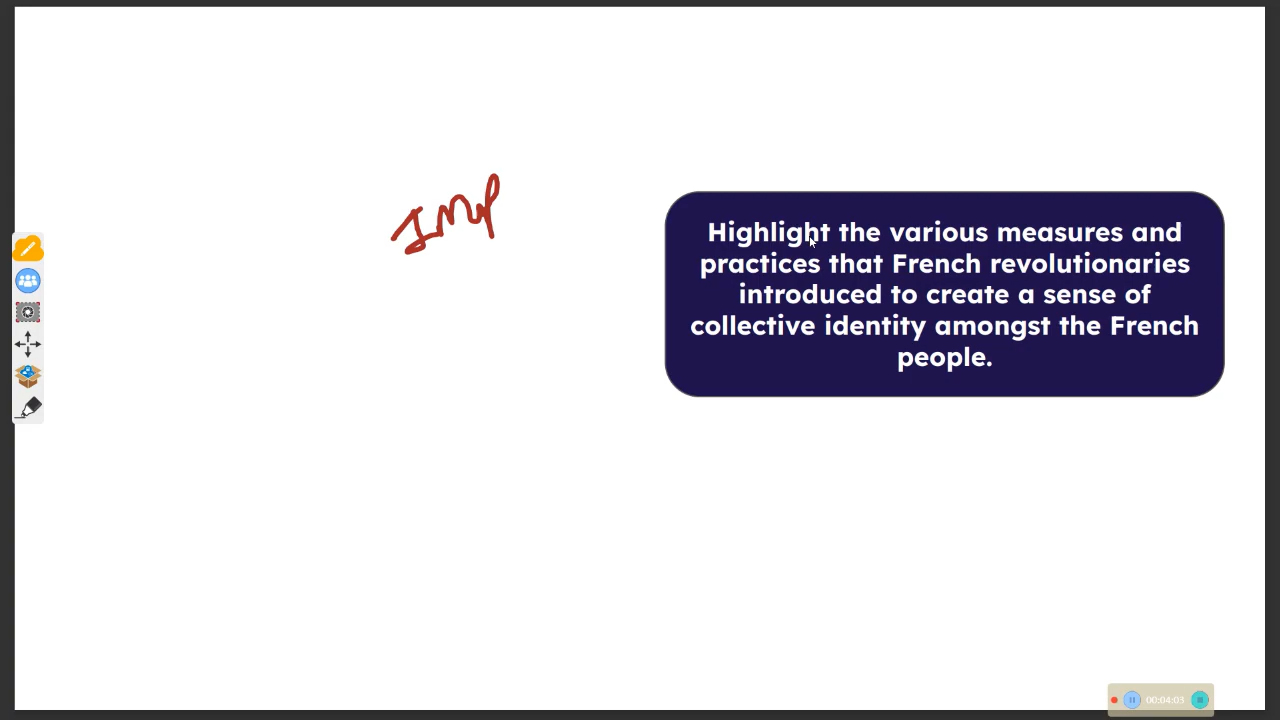 IMP
Highlight the various measures and
practices that French revolutionaries
introduced to create a sense of
collective identity amongst the French
people.
00:04:03